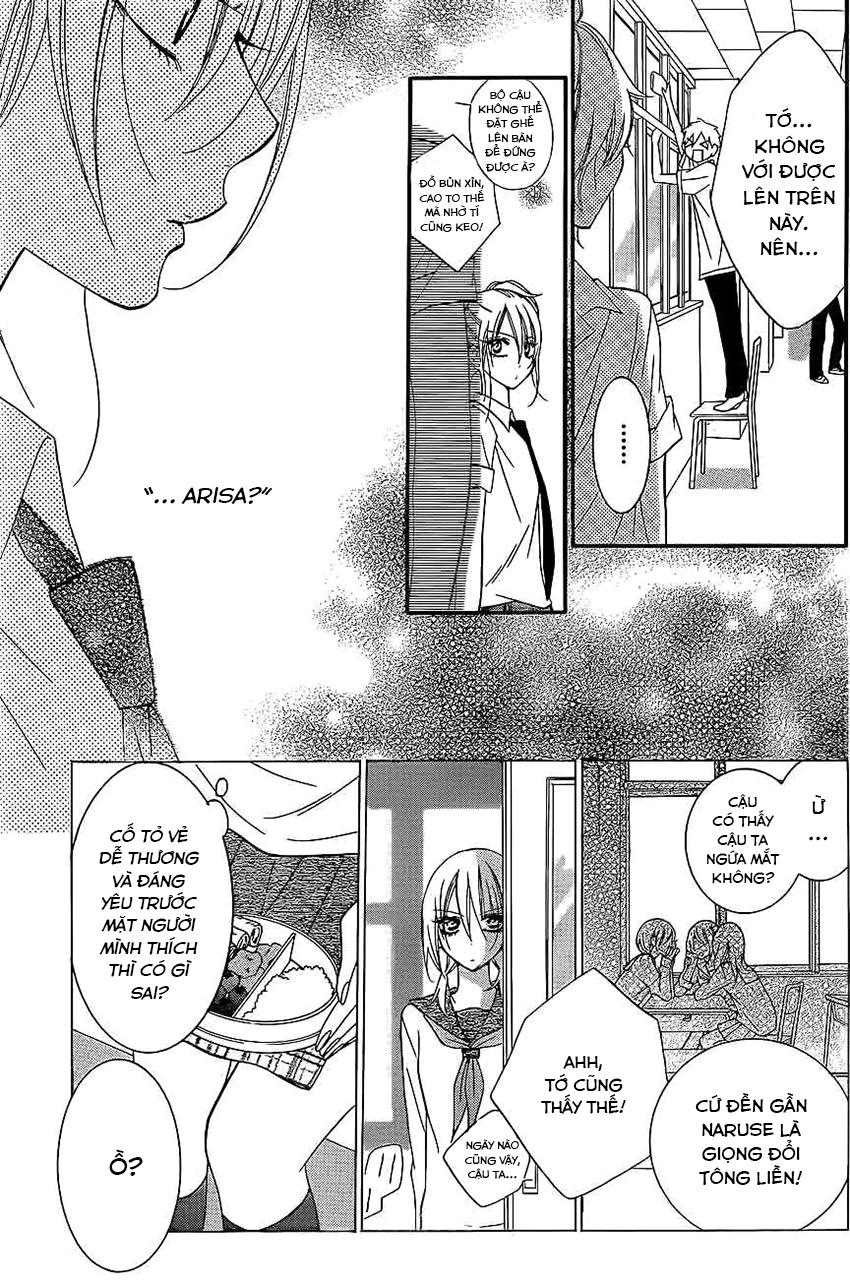 TỚ...
KHÔNG
VỚI ĐƯỢC
LÊN TRÊN
NÀY.
NÊN...
......
BỘ CẬU
KHÔNG THỂ
ĐẶT GHẾ
LÊN BÀN
ĐỂ ĐỨNG
ĐƯỢC À?
ĐỒ BỦN XỈN,
CAO TO THẾ
MÀ NHỜ TÍ
CŨNG KEO!
"... ARISA?"
Ừ
...
CẬU
CÓ THẤY
CẬU TA
NGỨA MẮT
KHÔNG?
CỨ ĐẾN GẦN
NARUSE LÀ
GIỌNG ĐỔI
TÔNG LIỀN!
AHH,
TỚ CŨNG
THẤY THẾ!
NGÀY NÀO
CŨNG VẬY,
CẬU TA...
CỐ TỎ VẺ
DỄ THƯƠNG
VÀ ĐÁNG
YÊU TRƯỚC
MẶT NGƯỜI
MÌNH THÍCH
THÌ CÓ GÌ
SAI?
Ồ?